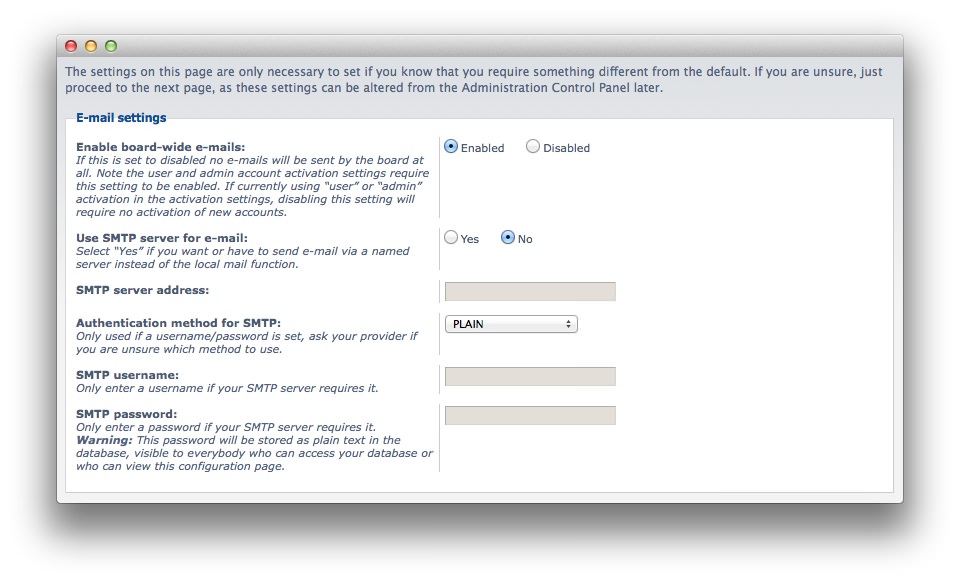 The settings on this page are only necessary to set if you know that you require something different from the default. If you are unsure, just
proceed to the next page, as these settings can be altered from the Administration Control Panel later.
E-mail settings
Enable board-wide e-mails:
If this is set to disabled no e-mails will be sent by the board at
all. Note the user and admin account activation settings require
this setting to be enabled. If currently using “user” or “admin”
activation in the activation settings, disabling this setting will
require no activation of new accounts.
Enabled Disabled
Use SMTP server for e-mail:
Select “Yes” if you want or have to send e-mail via a named
server instead of the local mail function.
Yes No
SMTP server address:
Authentication method for SMTP:
Only used if a username/password is set, ask your provider if
you are unsure which method to use.
PLAIN
SMTP username:
Only enter a username if your SMTP server requires it.
SMTP password:
Only enter a password if your SMTP server requires it.
Warning: This password will be stored as plain text in the
database, visible to everybody who can access your database or
who can view this configuration page.